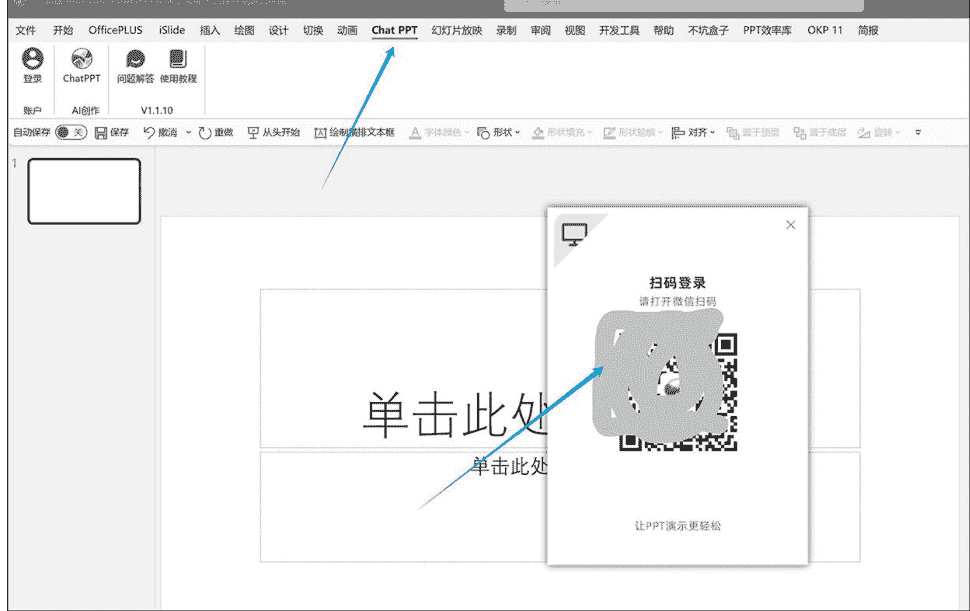 文件 开始 OfficePLUS iSlide 插入 绘图 设计 切换 动画 Chat PPT 幻灯片放映 录制 审阅 视图 开发工具 帮助 不坑盒子 PPT效率库 OKP 11 简报
登录 ChatPPT 问题解答 使用教程
账户 AI创作 V1.1.10
自动保存 关 保存 撤消 重做 从头开始 绘制横排文本框 字体颜色 形状 形状填充 形状轮廓 对齐 置于顶层 置于底层 旋转
1
扫码登录
请打开微信扫码
单击此处
单击此处
让PPT演示更轻松